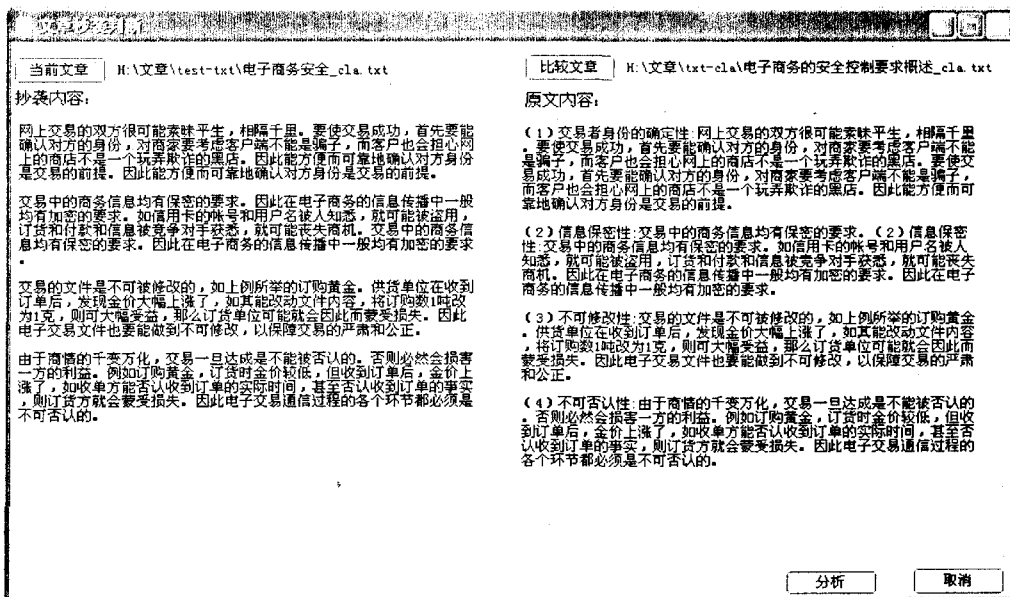 文章抄袭判断
当前文章 H:\文章\test-txt\电子商务安全_cla.txt
抄袭内容:
网上交易的双方很可能素昧平生，相隔千里。要使交易成功，首先要能
确认对方的身份，对商家要考虑客户端不能是骗子，而客户也会担心网
上的商店不是一个玩弄欺诈的黑店。因此能方便而可靠地确认对方身份
是交易的前提。因此能方便而可靠地确认对方身份是交易的前提。
交易中的商务信息均有保密的要求。因此在电子商务的信息传播中一般
均有加密的要求。如信用卡的帐号和用户名被人知悉，就可能被盗用，
订货和付款和信息被竞争对手获悉，就可能丧失商机。交易中的商务信
息均有保密的要求。因此在电子商务的信息传播中一般均有加密的要求
。
交易的文件是不可被修改的，如上例所举的订购黄金。供货单位在收到
订单后，发现金价大幅上涨了，如其能改动文件内容，将订购数1吨改
为1克，则可大幅受益，那么订货单位可能就会因此而蒙受损失。因此
电子交易文件也要能做到不可修改，以保障交易的严肃和公正。
由于商情的千变万化，交易一旦达成是不能被否认的。否则必然会损害
一方的利益。例如订购黄金，订货时金价较低，但收到订单后，金价上
涨了，如收单方能否认收到订单的实际时间，甚至否认收到订单的事实
，则订货方就会蒙受损失。因此电子交易通信过程的各个环节都必须是
不可否认的。
比较文章 H:\文章\txt-cla\电子商务的安全控制要求概述_cla.txt
原文内容:
(1)交易者身份的确定性:网上交易的双方很可能素昧平生，相隔千里
。要使交易成功，首先要能确认对方的身份，对商家要考虑客户端不能
是骗子，而客户也会担心网上的商店不是一个玩弄欺诈的黑店。要使交
易成功，首先要能确认对方的身份，对商家要考虑客户端不能是骗子，
而客户也会担心网上的商店不是一个玩弄欺诈的黑店。因此能方便而可
靠地确认对方身份是交易的前提。
(2)信息保密性:交易中的商务信息均有保密的要求。(2)信息保密
性:交易中的商务信息均有保密的要求。如信用卡的帐号和用户名被人
知悉，就可能被盗用，订货和付款和信息被竞争对手获悉，就可能丧失
商机。因此在电子商务的信息传播中一般均有加密的要求。因此在电子
商务的信息传播中一般均有加密的要求。
(3)不可修改性:交易的文件是不可被修改的，如上例所举的订购黄金
。供货单位在收到订单后，发现金价大幅上涨了，如其能改动文件内容
，将订购数1吨改为1克，则可大幅受益，那么订货单位可能就会因此而
蒙受损失。因此电子交易文件也要能做到不可修改，以保障交易的严肃
和公正。
(4)不可否认性:由于商情的千变万化，交易一旦达成是不能被否认的
。否则必然会损害一方的利益。例如订购黄金，订货时金价较低，但收
到订单后，金价上涨了，如收单方能否认收到订单的实际时间，甚至否
认收到订单的事实，则订货方就会蒙受损失。因此电子交易通信过程的
各个环节都必须是不可否认的。
分析 取消